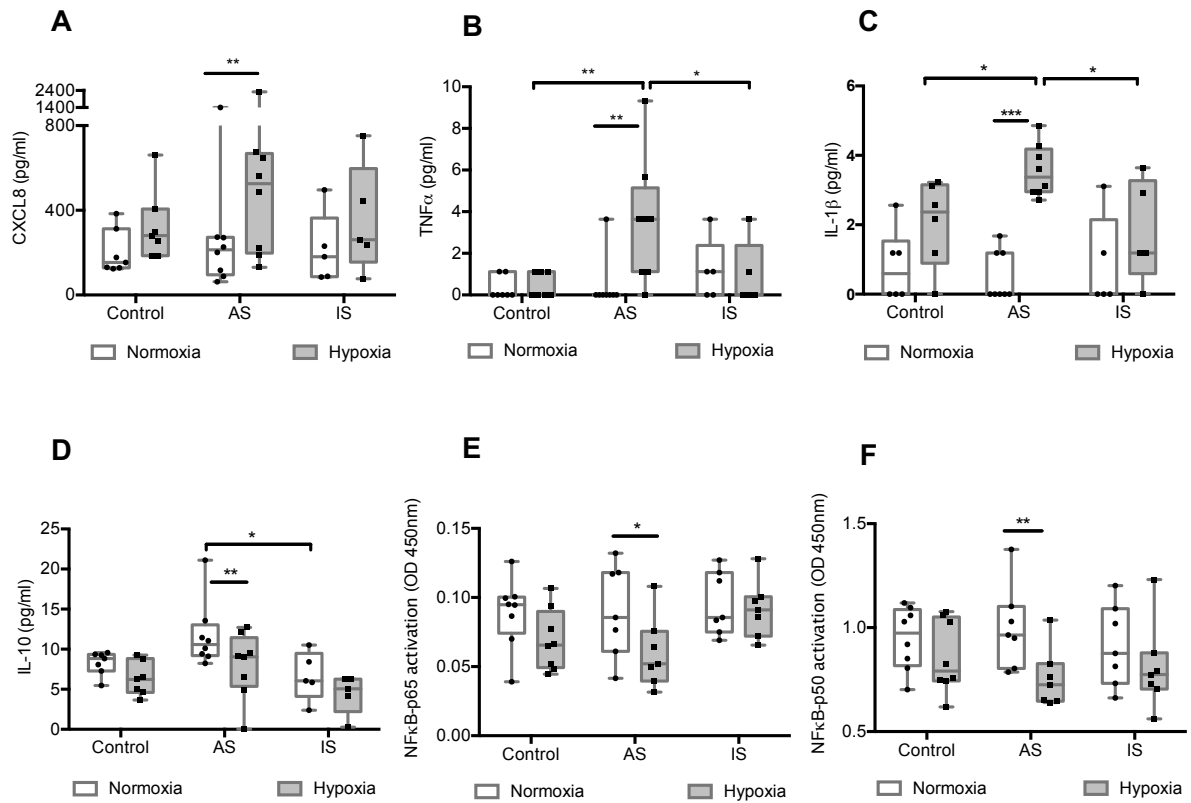 A
CXCL8 (pg/ml)
2400
1400
800
400
0
**
Control AS IS
Normoxia Hypoxia
B
TNFα (pg/ml)
10
8
6
4
2
0
** *
**
Control AS IS
Normoxia Hypoxia
C
IL-1β (pg/ml)
6
4
2
0
* *
***
Control AS IS
Normoxia Hypoxia
D
IL-10 (pg/ml)
25
20
15
10
5
0
*
**
Control AS IS
Normoxia Hypoxia
E
NFκB-p65 activation (OD 450nm)
0.15
0.10
0.05
0.00
*
Control AS IS
Normoxia Hypoxia
F
NFκB-p50 activation (OD 450nm)
1.5
1.0
0.5
**
Control AS IS
Normoxia Hypoxia